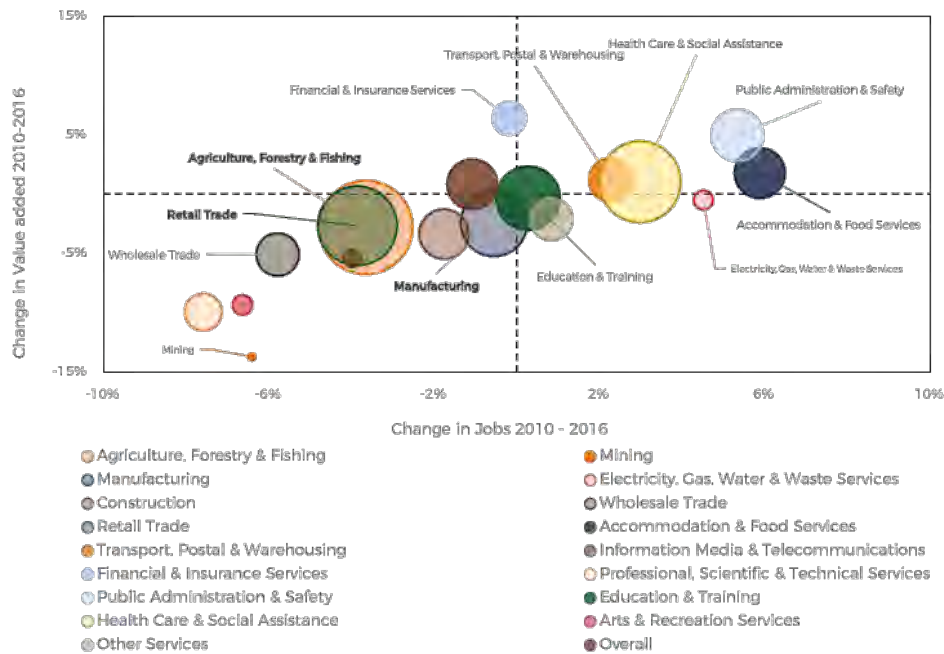 15%
5%
-5%
-15%
Change in Value added 2010-2016
Health Care & Social Assistance
Transport, Postal & Warehousing
Financial & Insurance Services
Public Administration & Safety
Agriculture, Forestry & Fishing
Retail Trade
Wholesale Trade
Accommodation & Food Services
Electricity, Gas, Water & Waste Services
Education & Training
Manufacturing
Mining
-10%
-6%
-2%
2%
6%
10%
Change in Jobs 2010 - 2016
Agriculture, Forestry & Fishing
Mining
Manufacturing
Electricity, Gas, Water & Waste Services
Construction
Wholesale Trade
Retail Trade
Accommodation & Food Services
Transport, Postal & Warehousing
Information Media & Telecommunications
Financial & Insurance Services
Professional, Scientific & Technical Services
Public Administration & Safety
Education & Training
Health Care & Social Assistance
Arts & Recreation Services
Other Services
Overall